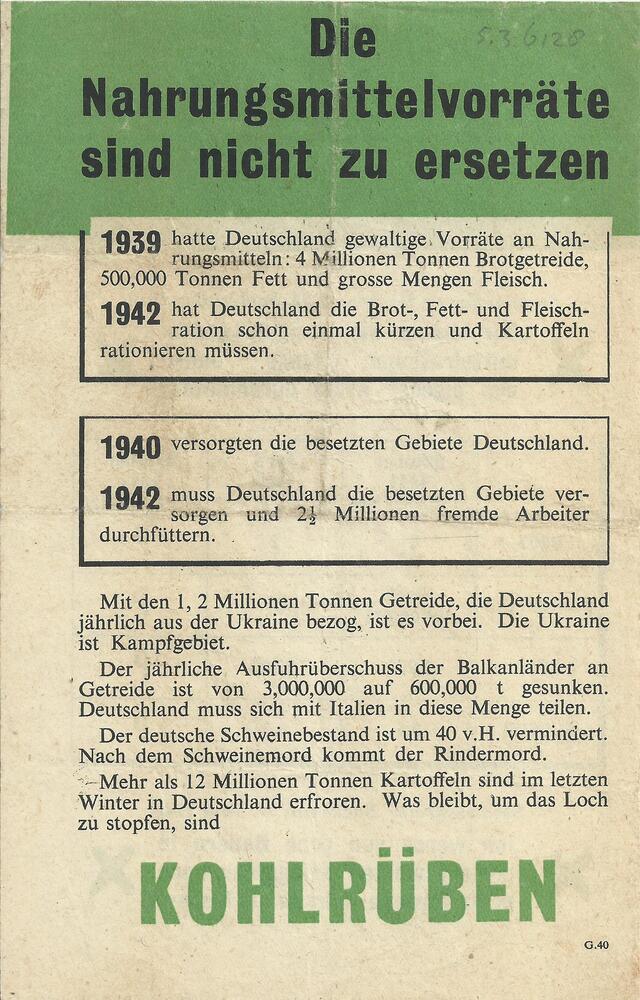 Die
5.3.6128
Nahrungsmittelvorräte
sind nicht zu ersetzen
1939 hatte Deutschland gewaltige Vorräte an Nah-
rungsmitteln: 4 Millionen Tonnen Brotgetreide,
500,000 Tonnen Fett und grosse Mengen Fleisch.
1942 hat Deutschland die Brot-, Fett- und Fleisch-
ration schon einmal kürzen und Kartoffeln
rationieren müssen.
1940 versorgten die besetzten Gebiete Deutschland.
1942 muss Deutschland die besetzten Gebiete ver-
sorgen und 2½ Millionen fremde Arbeiter
durchfüttern.
Mit den 1, 2 Millionen Tonnen Getreide, die Deutschland
jährlich aus der Ukraine bezog, ist es vorbei. Die Ukraine
ist Kampfgebiet.
Der jährliche Ausfuhrüberschuss der Balkanländer an
Getreide ist von 3,000,000 auf 600,000 t gesunken.
Deutschland muss sich mit Italien in diese Menge teilen.
Der deutsche Schweinebestand ist um 40 v.H. vermindert.
Nach dem Schweinemord kommt der Rindermord.
Mehr als 12 Millionen Tonnen Kartoffeln sind im letzten
Winter in Deutschland erfroren. Was bleibt, um das Loch
zu stopfen, sind
KOHLRÜBEN
G.40